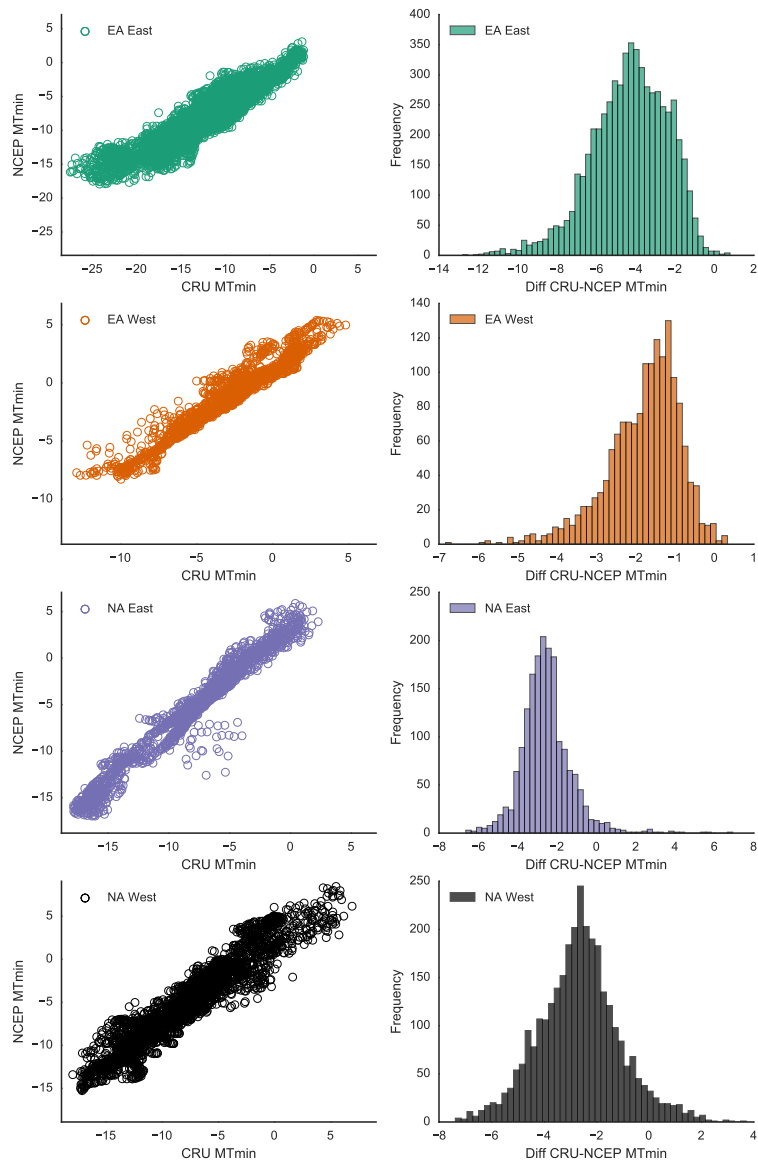 EA East
5
0
−5
−10
−15
−20
−25
NCEP MTmin
−25 −20 −15 −10 −5 0 5
CRU MTmin
EA East
400
350
300
250
200
150
100
50
0
Frequency
−14 −12 −10 −8 −6 −4 −2 0 2
Diff CRU-NCEP MTmin
EA West
5
0
−5
−10
NCEP MTmin
−10 −5 0 5
CRU MTmin
EA West
140
120
100
80
60
40
20
0
Frequency
−7 −6 −5 −4 −3 −2 −1 0 1
Diff CRU-NCEP MTmin
NA East
5
0
−5
−10
−15
NCEP MTmin
−15 −10 −5 0 5
CRU MTmin
NA East
250
200
150
100
50
0
Frequency
−8 −6 −4 −2 0 2 4 6 8
Diff CRU-NCEP MTmin
NA West
5
0
−5
−10
−15
NCEP MTmin
−15 −10 −5 0 5
CRU MTmin
NA West
250
200
150
100
50
0
Frequency
−8 −6 −4 −2 0 2 4
Diff CRU-NCEP MTmin